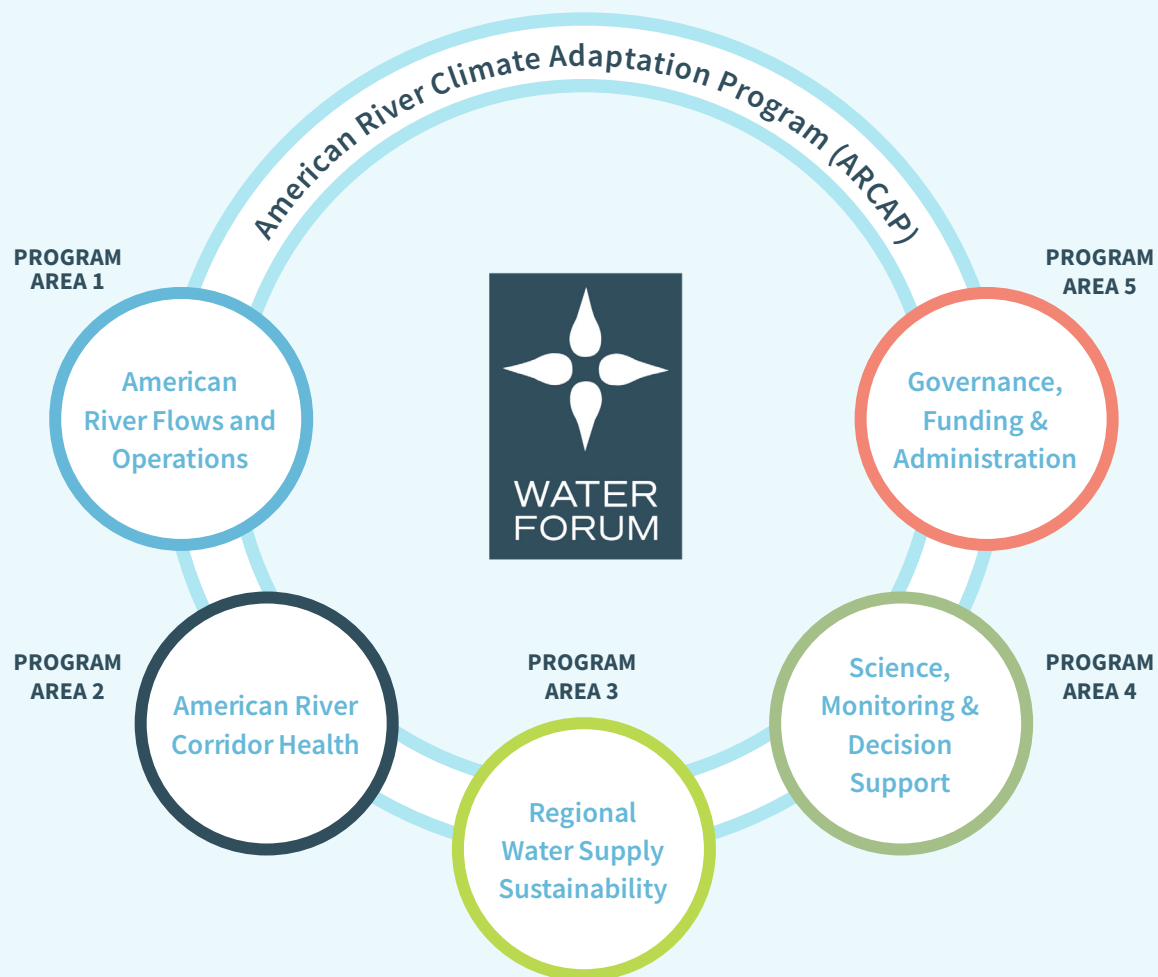 American River Climate Adaptation Program (ARCAP)
PROGRAM
AREA 1
American
River Flows and
Operations
PROGRAM
AREA 2
American River
Corridor Health
PROGRAM
AREA 3
Regional
Water Supply
Sustainability
PROGRAM
AREA 4
Science,
Monitoring &
Decision
Support
PROGRAM
AREA 5
Governance,
Funding &
Administration
WATER
FORUM